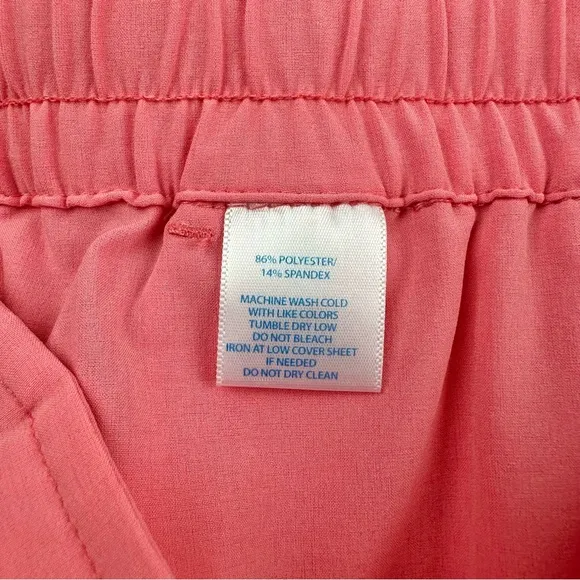 86% POLYESTER/
14% SPANDEX
MACHINE WASH COLD
WITH LIKE COLORS
TUMBLE DRY LOW
DO NOT BLEACH
IRON AT LOW COVER SHEET
IF NEEDED
DO NOT DRY CLEAN